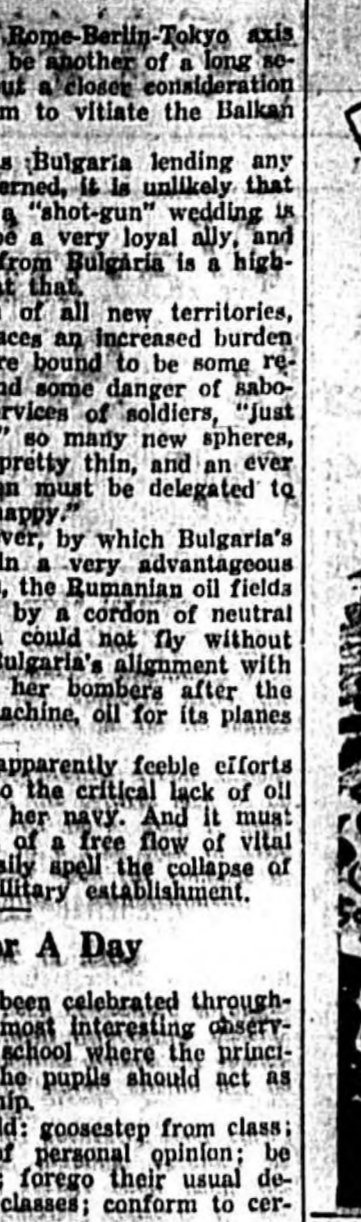 Rome-Berlin-Tokyo axis
be another of a long se-
ut a closer consideration
m to vitiate the Balkan
s Bulgaria lending any
erned, it is unlikely that
a "shot-gun" wedding is
be a very loyal ally, and
from Bulgaria is a high-
at that.
of all new territories,
aces an increased burden
re bound to be some re-
nd some danger of sabo-
ervices of soldiers, "just
" so many new spheres,
pretty thin, and an ever
gn must be delegated to
happy."
ver, by which Bulgaria's
in a very advantageous
, the Rumanian oil fields
by a cordon of neutral
could not fly without
Bulgaria's alignment with
her bombers after the
achine, oil for its planes
apparently feeble efforts
to the critical lack of oil
her navy. And it must
of a free flow of vital
sily spell the collapse of
ilitary establishment.
or A Day
been celebrated through-
most interesting observ-
school where the princi-
he pupils should act as
hip.
ld: goosestep from class;
of personal opinion; be
; forego their usual de-
classes; conform to cer-